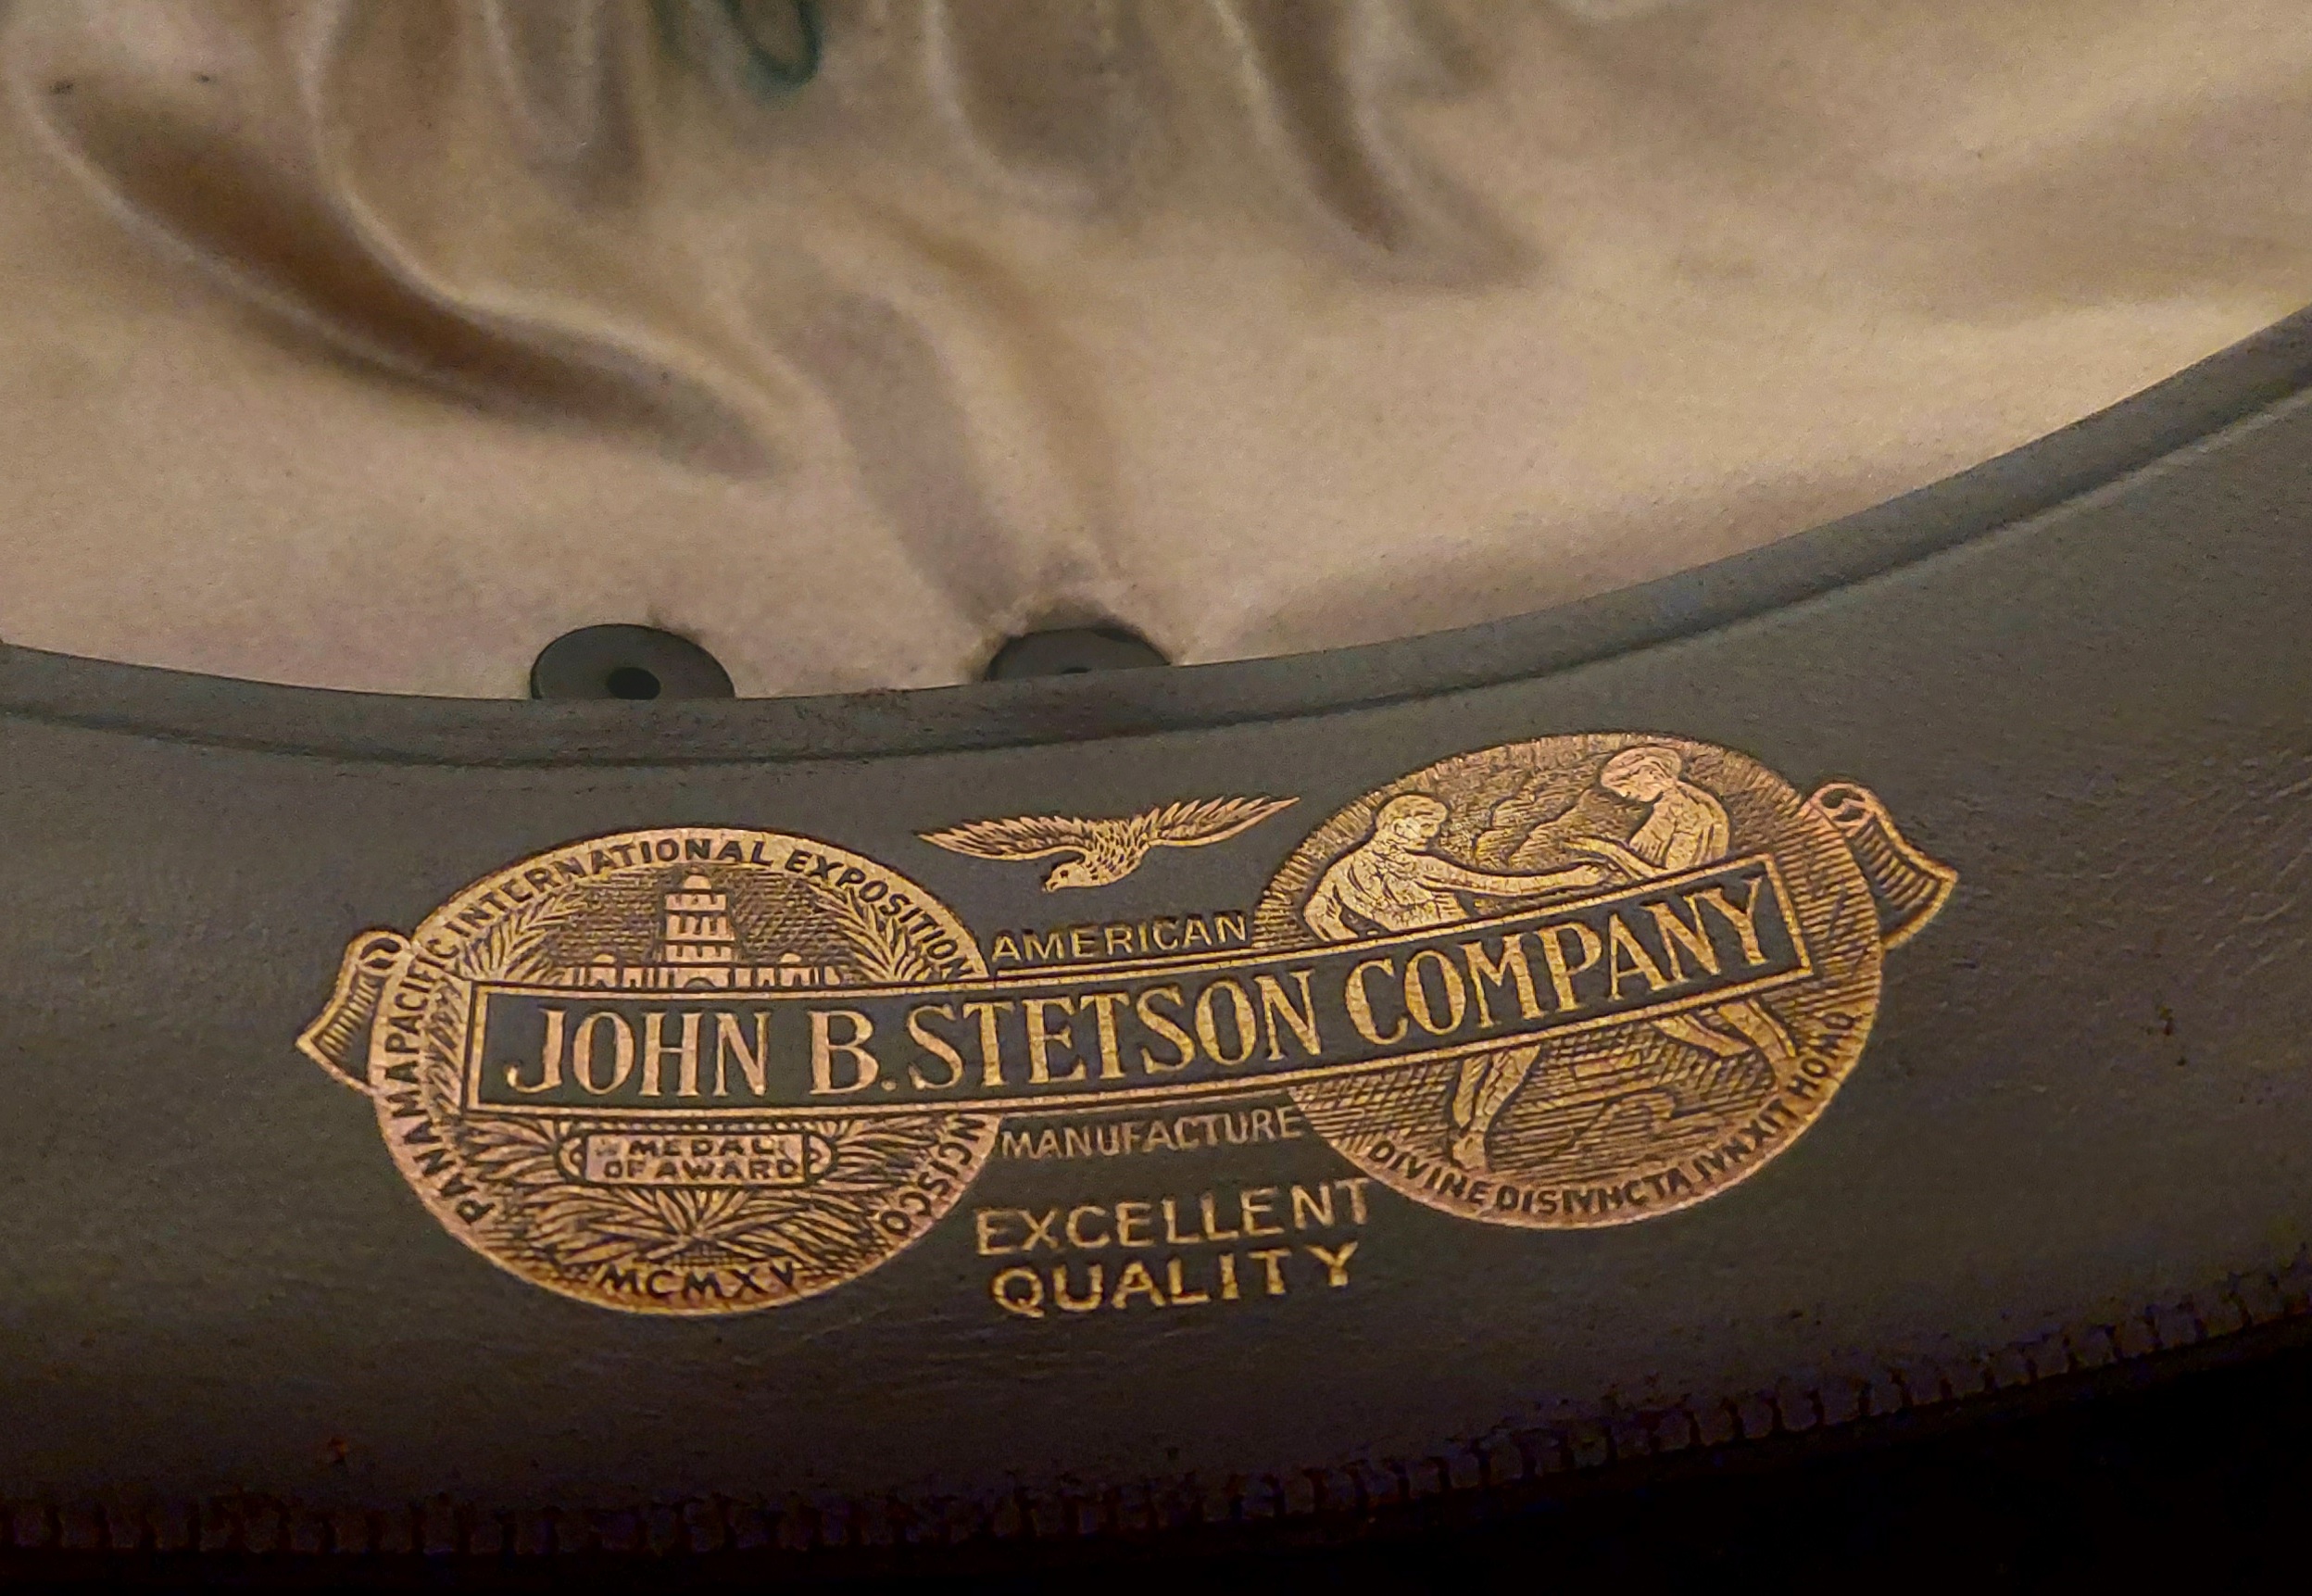 PANAMA PACIFIC INTERNATIONAL EXPOSITION
NCISCO
MEDAL
OF AWARD
MCMXV
AMERICAN
JOHN B. STETSON COMPANY
MANUFACTURE
EXCELLENT
QUALITY
DIVINE DISIVNCTA IVNXIT HOMO